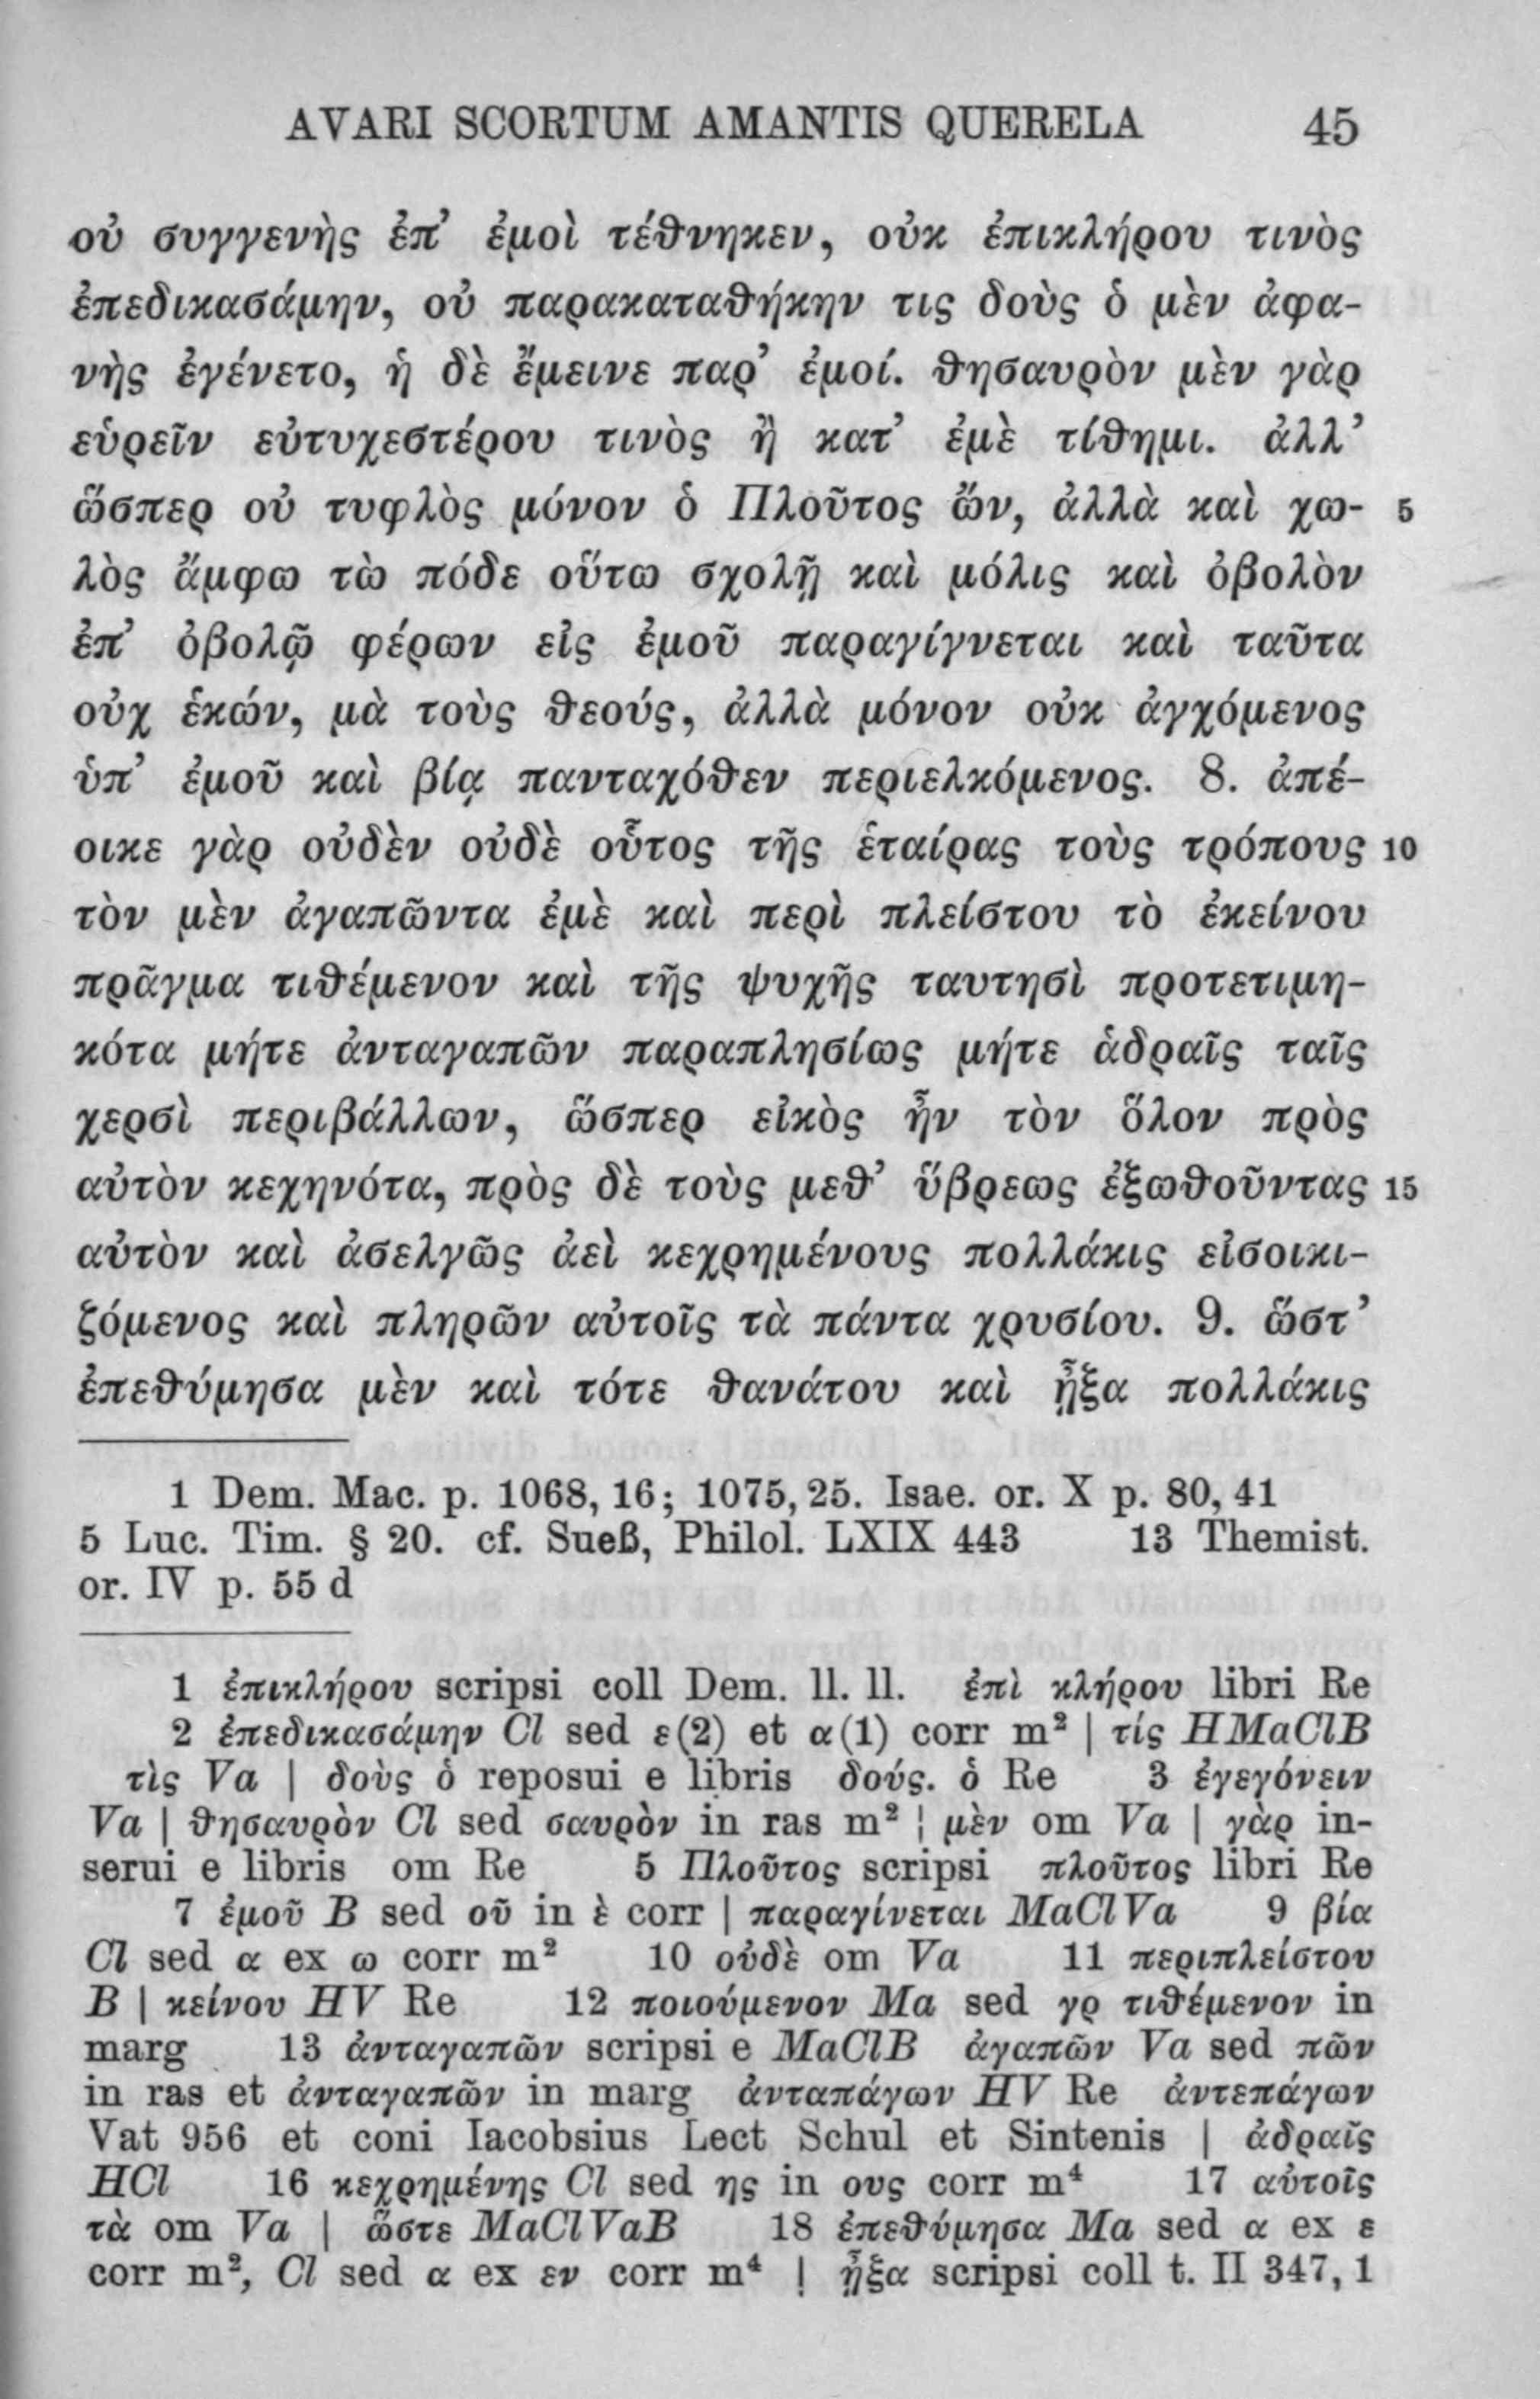 AVARI SCORTUM AMANTIS QUERELA 45
οὐ συγγενὴς ἐπ’ ἐμοὶ τέθνηκεν, οὐκ ἐπικλήρου τινὸς
ἐπεδικασάμην, οὐ παρακαταθήκην τις δοὺς ὁ μὲν ἀφα-
νὴς ἐγένετο, ἡ δὲ ἔμεινε παρ’ ἐμοί. θησαυρὸν μὲν γὰρ
εὑρεῖν εὐτυχεστέρου τινὸς ἢ κατ’ ἐμὲ τίθημι. ἀλλ’
ὥσπερ οὐ τυφλὸς μόνον ὁ Πλοῦτος ὤν, ἀλλὰ καὶ χω- 5
λὸς ἄμφω τὼ πόδε οὕτω σχολῇ καὶ μόλις καὶ ὀβολὸν
ἐπ’ ὀβολῷ φέρων εἰς ἐμοῦ παραγίγνεται καὶ ταῦτα
οὐχ ἑκών, μὰ τοὺς θεούς, ἀλλὰ μόνον οὐκ ἀγχόμενος
ὑπ’ ἐμοῦ καὶ βίᾳ πανταχόθεν περιελκόμενος. 8. ἀπέ-
οικε γὰρ οὐδὲν οὐδὲ οὗτος τῆς ἑταίρας τοὺς τρόπους 10
τὸν μὲν ἀγαπῶντα ἐμὲ καὶ περὶ πλείστου τὸ ἐκείνου
πρᾶγμα τιθέμενον καὶ τῆς ψυχῆς ταυτησὶ προτετιμη-
κότα μήτε ἀνταγαπῶν παραπλησίως μήτε ἁδραῖς ταῖς
χερσὶ περιβάλλων, ὥσπερ εἰκὸς ἦν τὸν ὅλον πρὸς
αὐτὸν κεχηνότα, πρὸς δὲ τοὺς μεθ’ ὕβρεως ἐξωθοῦντας 15
αὐτὸν καὶ ἀσελγῶς ἀεὶ κεχρημένους πολλάκις εἰσοικι-
ζόμενος καὶ πληρῶν αὐτοῖς τὰ πάντα χρυσίου. 9. ὥστ’
ἐπεθύμησα μὲν καὶ τότε θανάτου καὶ ᾖξα πολλάκις
1 Dem. Mac. p. 1068, 16; 1075, 25. Isae. or. X p. 80, 41
5 Luc. Tim. § 20. cf. Sueß, Philol. LXIX 443 13 Themist.
or. IV p. 55 d
1 ἐπικλήρου scripsi coll Dem. ll. ll. ἐπὶ κλήρου libri Re
2 ἐπεδικασάμην Cl sed ε(2) et α(1) corr m² | τίς HMaClB
τὶς Va | δοὺς ὁ reposui e libris δούς. ὁ Re 3 ἐγεγόνειν
Va | θησαυρὸν Cl sed σαυρὸν in ras m² | μὲν om Va | γὰρ in-
serui e libris om Re 5 Πλοῦτος scripsi πλοῦτος libri Re
7 ἐμοῦ B sed οῦ in ὲ corr | παραγίνεται MaClVa 9 βία
Cl sed α ex ω corr m² 10 οὐδὲ om Va 11 περιπλείστου
B | κείνου HV Re 12 ποιούμενον Ma sed γρ τιθέμενον in
marg 13 ἀνταγαπῶν scripsi e MaClB ἀγαπῶν Va sed πῶν
in ras et ἀνταγαπῶν in marg ἀνταπάγων HV Re ἀντεπάγων
Vat 956 et coni Iacobsius Lect Schul et Sintenis | ἀδραῖς
HCl 16 κεχρημένης Cl sed ης in ους corr m⁴ 17 αὐτοῖς
τὰ om Va | ὥστε MaClVaB 18 ἐπεθύμησα Ma sed α ex ε
corr m², Cl sed α ex εν corr m⁴ | ᾖξα scripsi coll t. II 347, 1